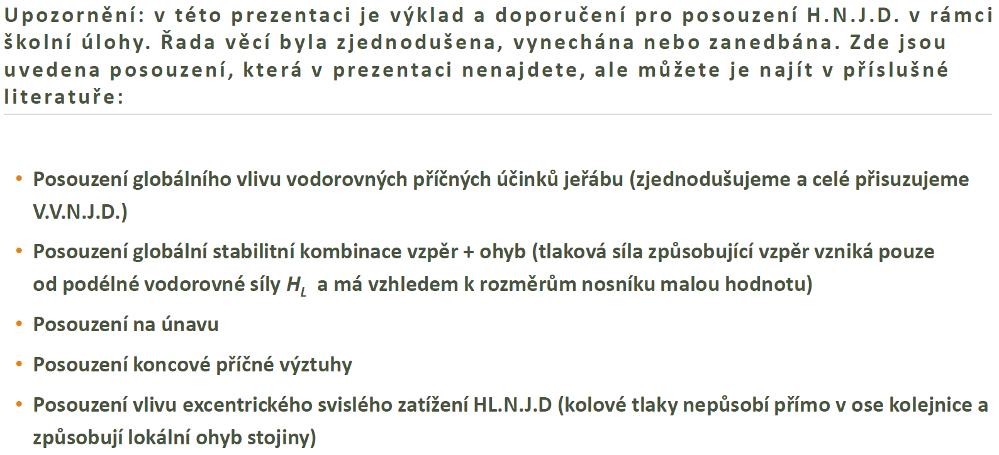 Upozornění: v této prezentaci je výklad a doporučení pro posouzení H.N.J.D. v rámci
školní úlohy. Řada věcí byla zjednodušena, vynechána nebo zanedbána. Zde jsou
uvedena posouzení, která v prezentaci nenajdete, ale můžete je najít v příslušné
literatuře:
• Posouzení globálního vlivu vodorovných příčných účinků jeřábu (zjednodušujeme a celé přisuzujeme
V.V.N.J.D.)
• Posouzení globální stabilitní kombinace vzpěr + ohyb (tlaková síla způsobující vzpěr vzniká pouze
od podélné vodorovné síly H_L a má vzhledem k rozměrům nosníku malou hodnotu)
• Posouzení na únavu
• Posouzení koncové příčné výztuhy
• Posouzení vlivu excentrického svislého zatížení HL.N.J.D (kolové tlaky nepůsobí přímo v ose kolejnice a
způsobují lokální ohyb stojiny)